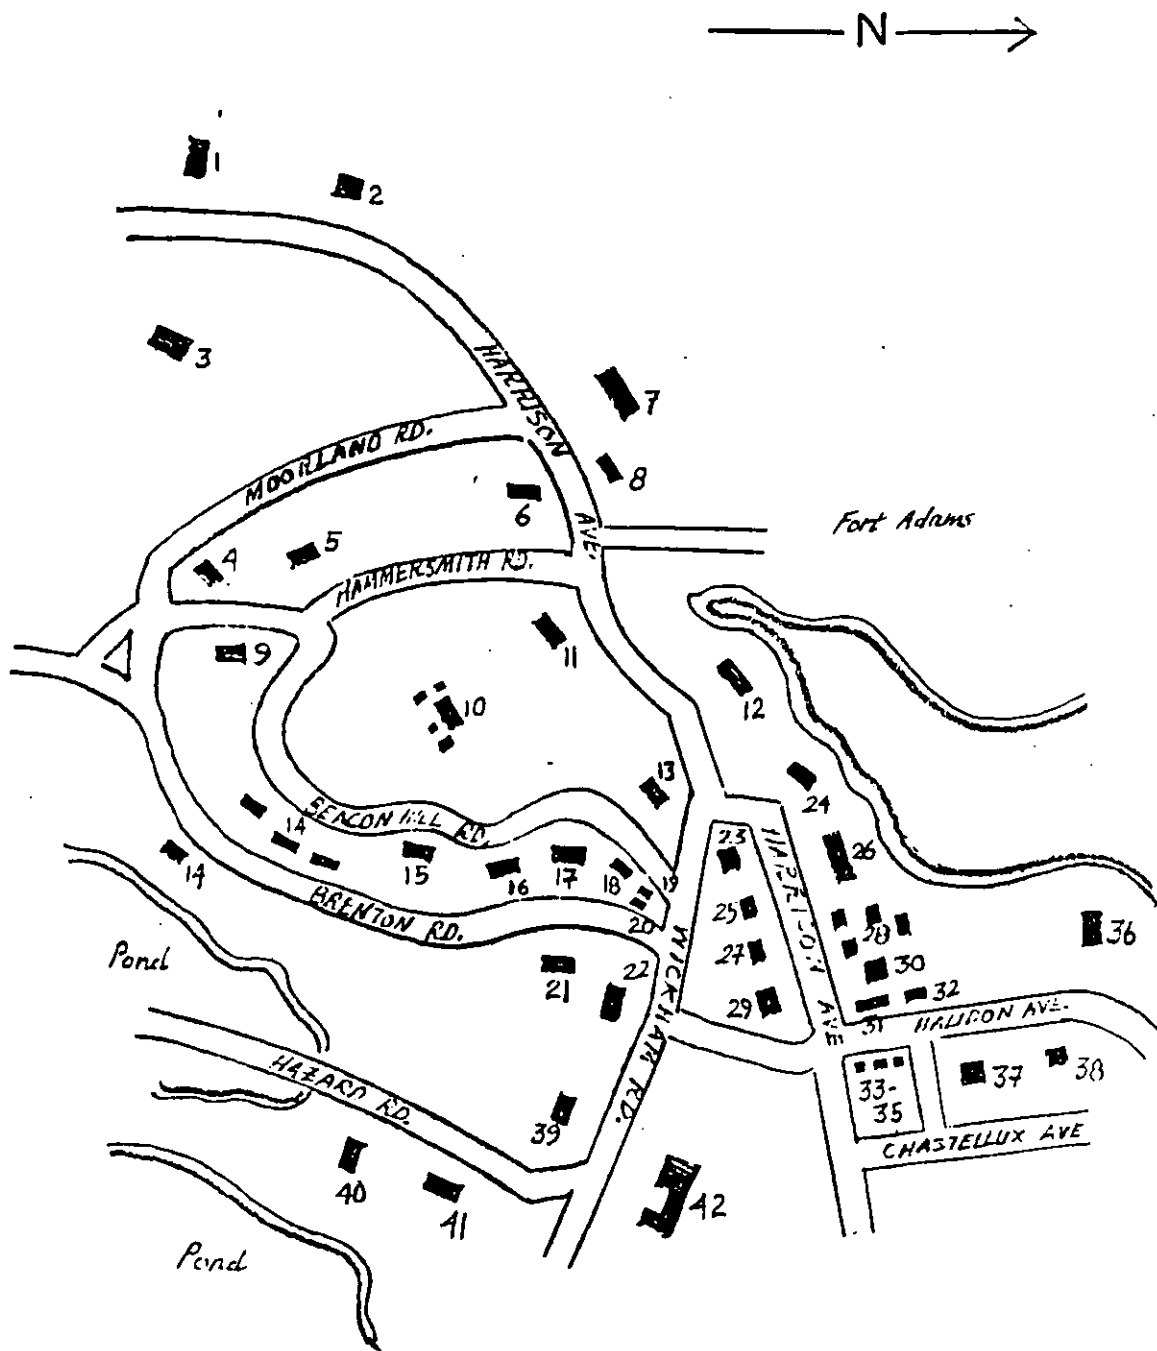 N
1
2
3
HARRISON
7
MOORLAND RD.
8
6
AVE.
Fort Adams
4
5
HAMMERSMITH RD.
9
11
12
10
13
24
14
BEACON HILL RD.
23
HARRISON AVE
26
14
15
16
17
18
19
20
25
28
36
BRENTON RD.
WICKHAM RD.
27
30
Pond
21
22
29
32
31
HALIDON AVE.
HAZARD RD.
33-
35
37
38
39
CHASTELLUX AVE
40
41
42
Pond